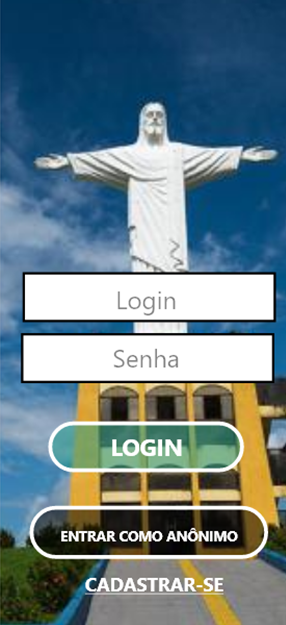 Login
Senha
LOGIN
ENTRAR COMO ANÔNIMO
CADASTRAR-SE